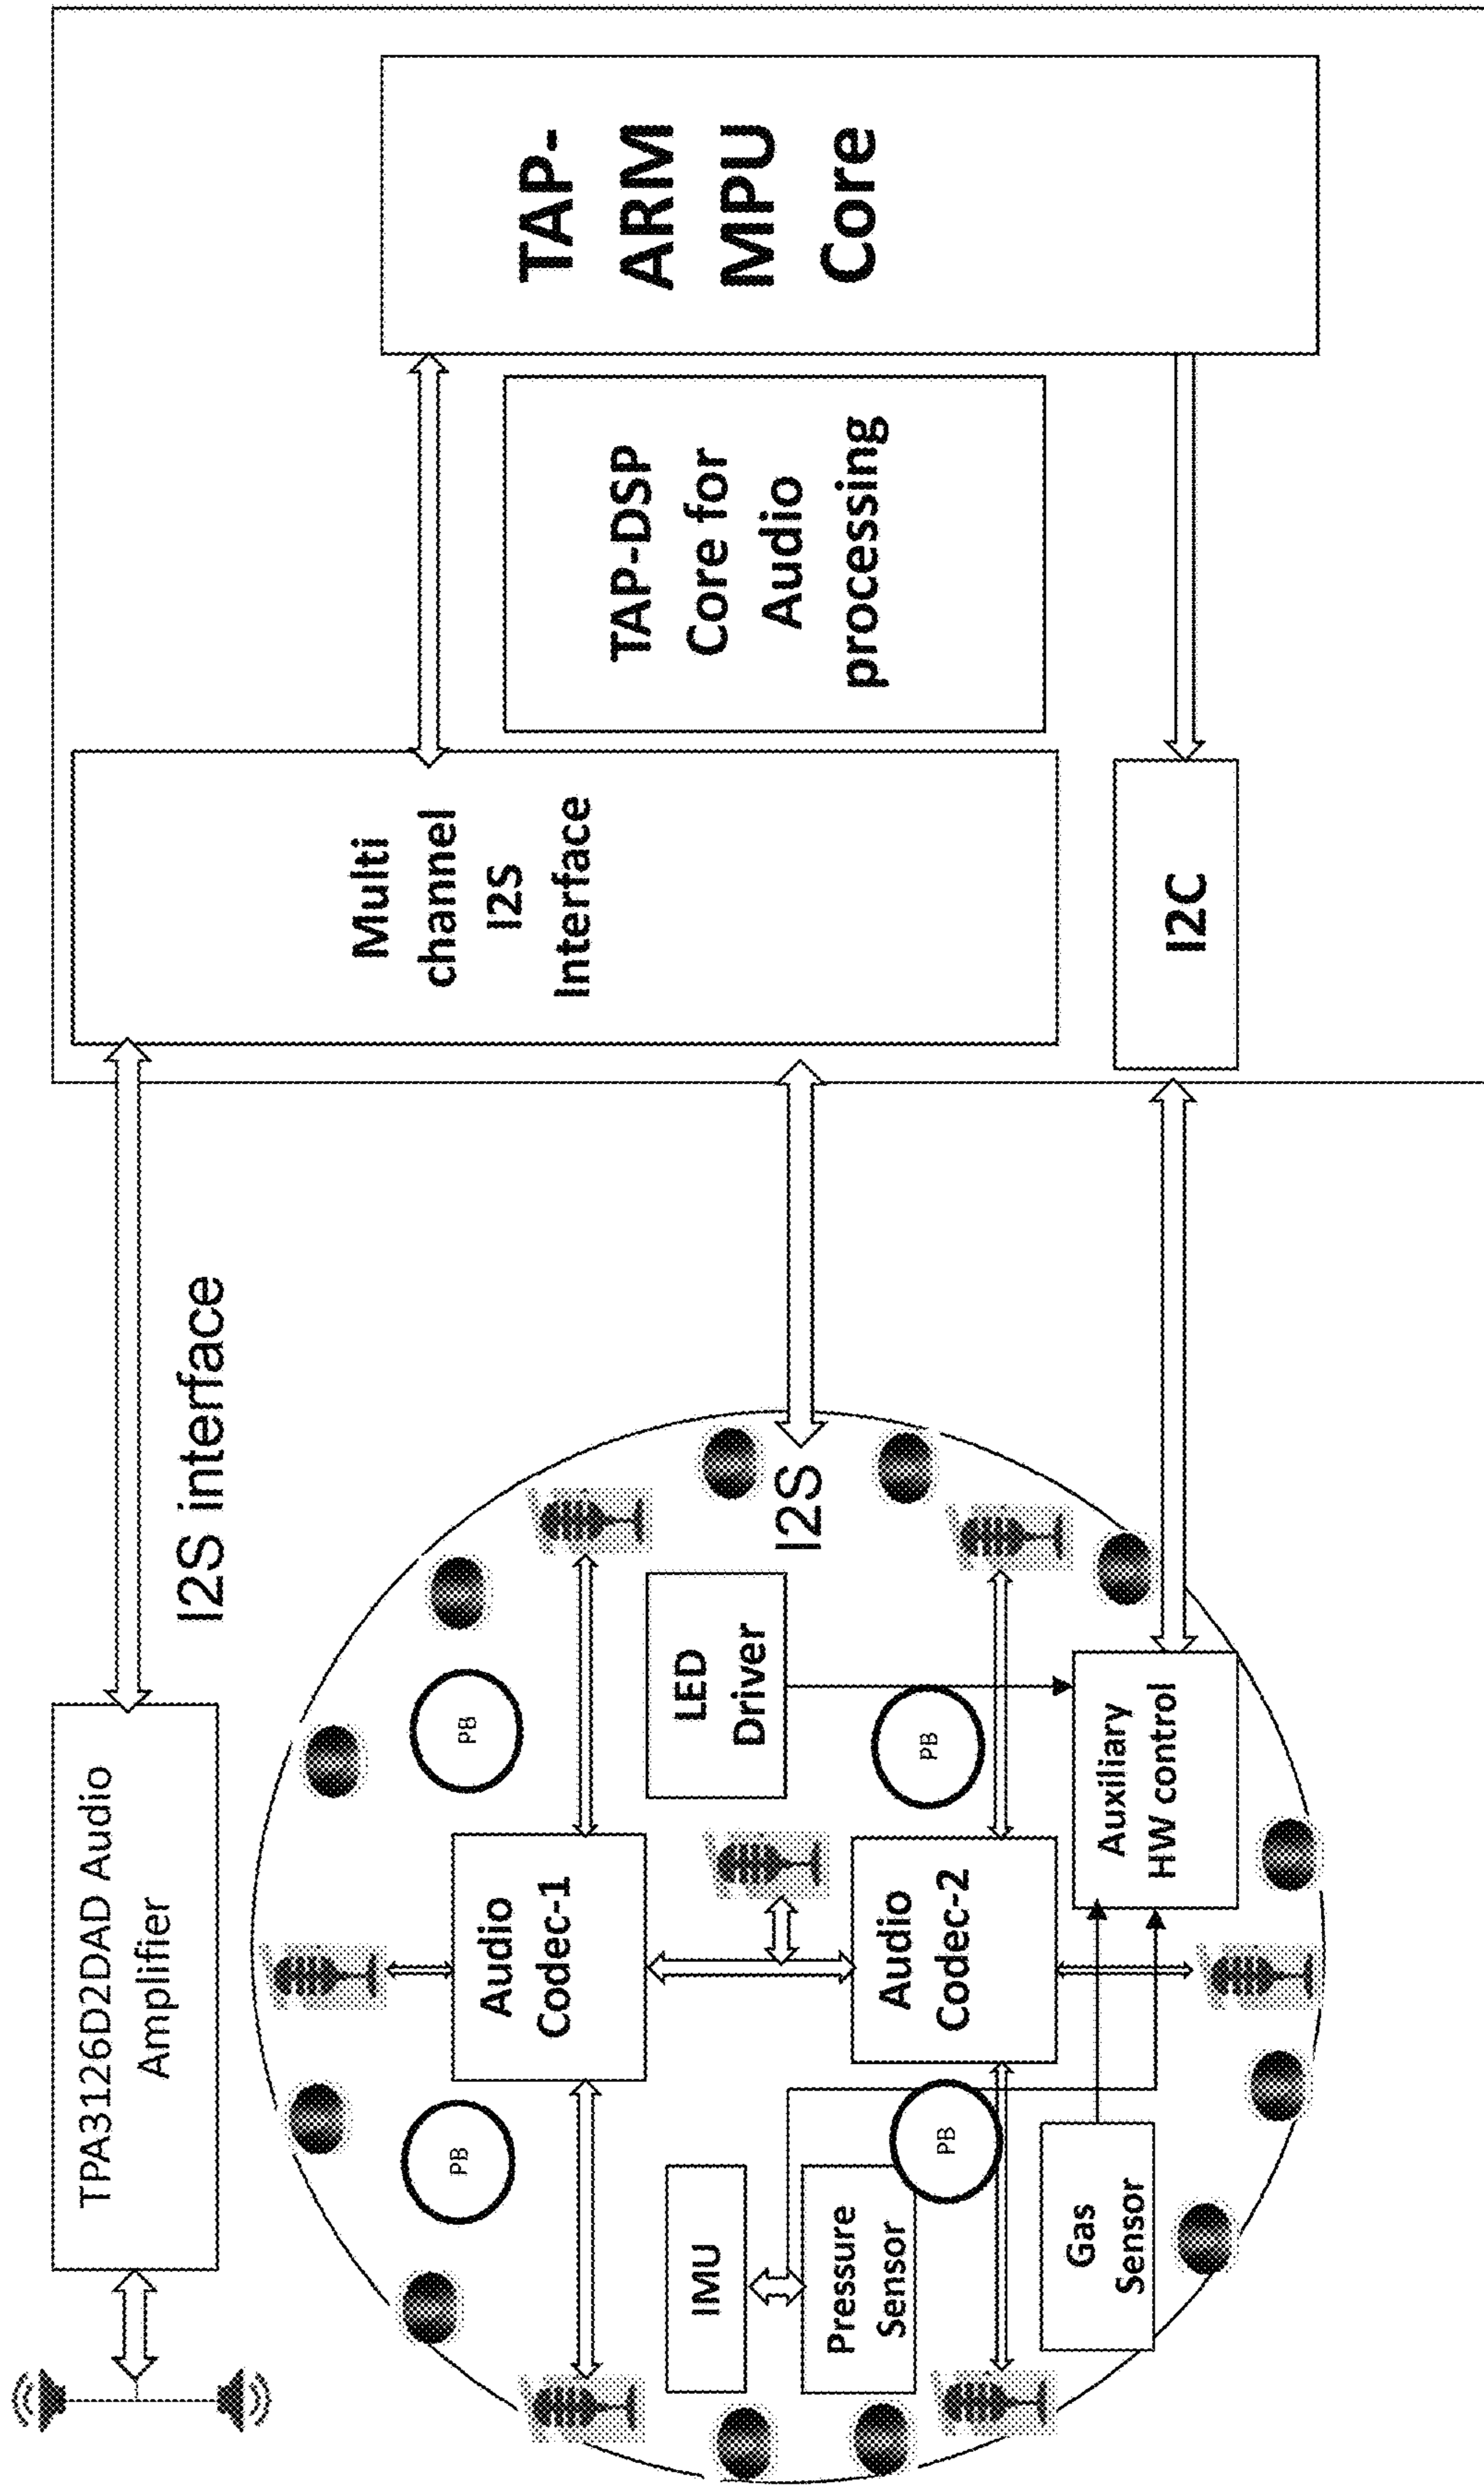 TPA3126D2DAD Audio
Amplifier
I2S interface
Multi
channel
I2S
Interface
TAP-
ARM
MPU
Core
TAP-DSP
Core for
Audio
processing
I2C
PB
PB
Audio
Codec-1
LED
Driver
I2S
IMU
Pressure
Sensor
PB
Audio
Codec-2
PB
Gas
Sensor
Auxiliary
HW control